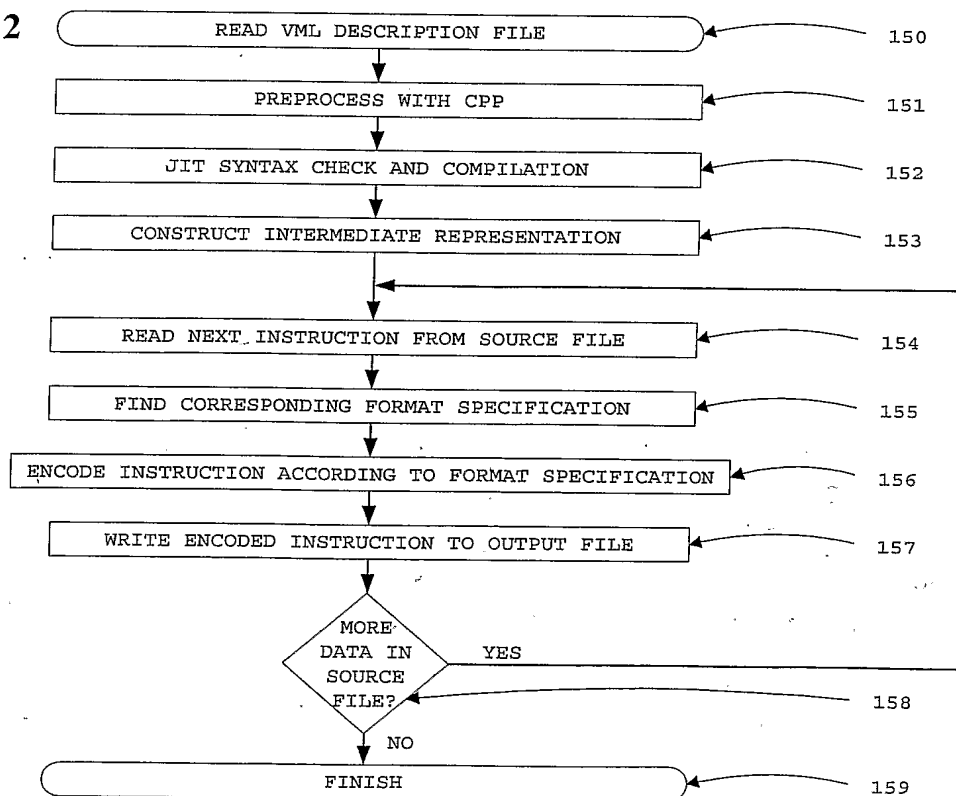 2
READ VML DESCRIPTION FILE
150
PREPROCESS WITH CPP
151
JIT SYNTAX CHECK AND COMPILATION
152
CONSTRUCT INTERMEDIATE REPRESENTATION
153
READ NEXT INSTRUCTION FROM SOURCE FILE
154
FIND CORRESPONDING FORMAT SPECIFICATION
155
ENCODE INSTRUCTION ACCORDING TO FORMAT SPECIFICATION
156
WRITE ENCODED INSTRUCTION TO OUTPUT FILE
157
MORE
DATA IN
SOURCE
FILE?
YES
158
NO
FINISH
159